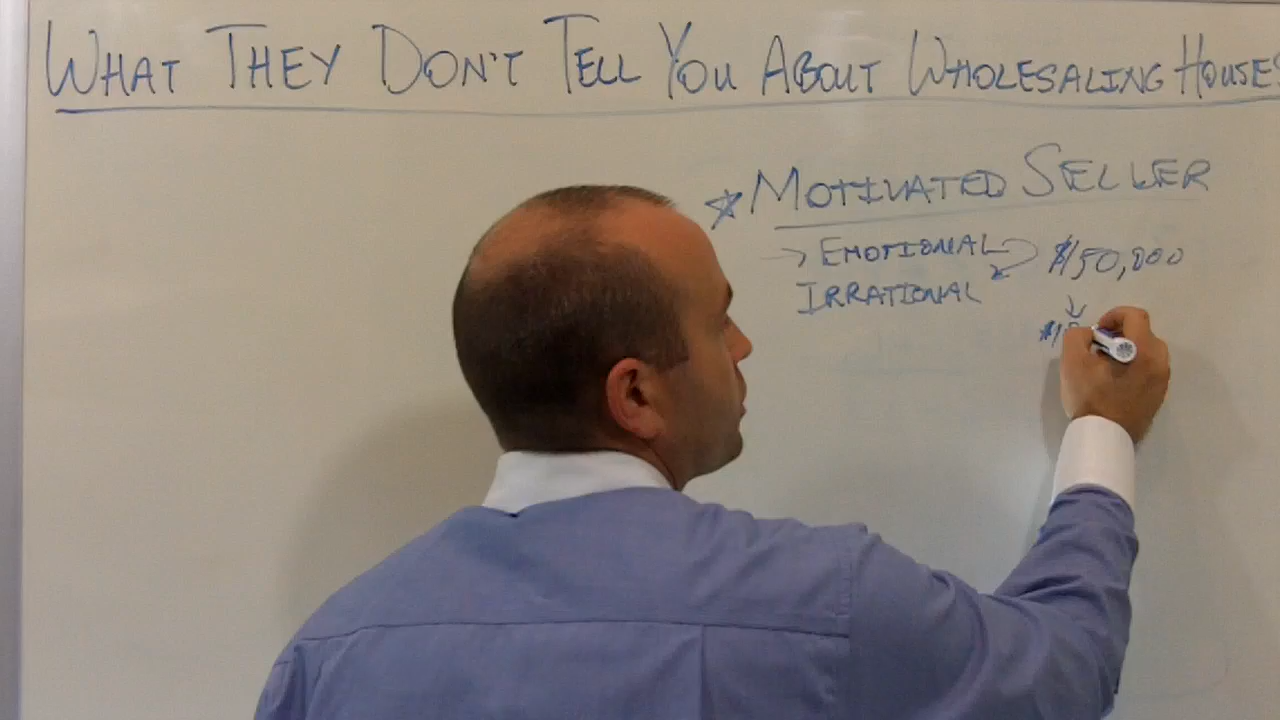 WHAT THEY DON'T TELL YOU ABOUT WHOLESALING HOUSES
☆ MOTIVATED SELLER
→ EMOTIONAL $150,000
IRRATIONAL
↓